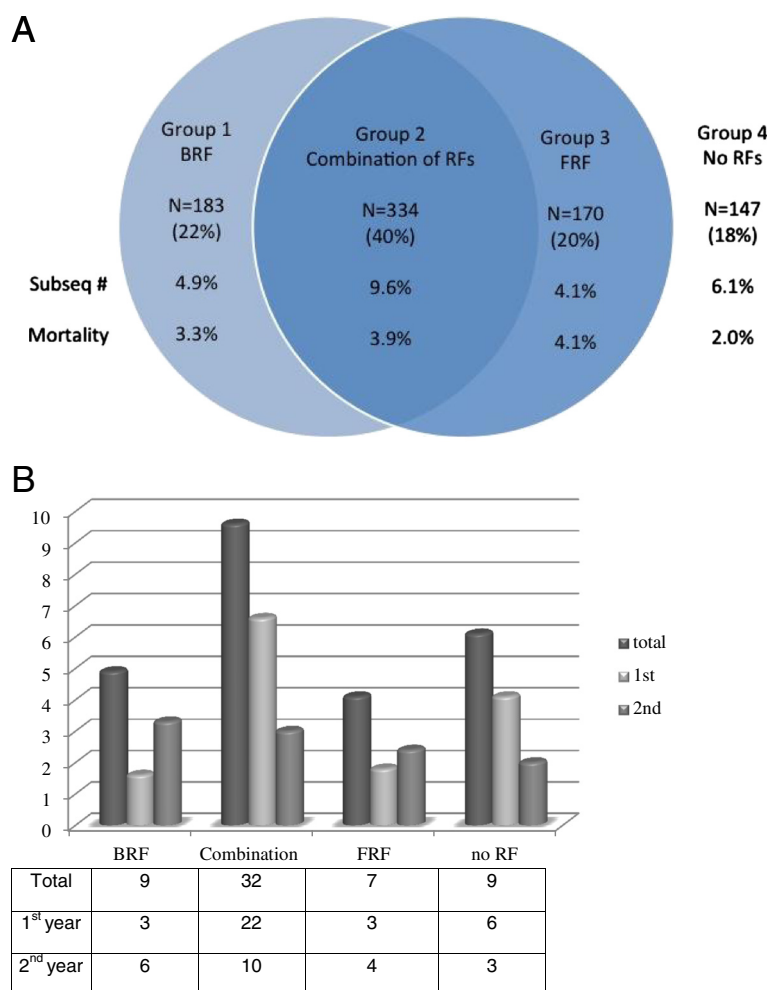 A
Group 1
BRF
N=183
(22%)
4.9%
3.3%
Group 2
Combination of RFs
N=334
(40%)
9.6%
3.9%
Group 3
FRF
N=170
(20%)
4.1%
4.1%
Group 4
No RFs
N=147
(18%)
6.1%
2.0%
Subseq #
Mortality
B
10
9
8
7
6
5
4
3
2
1
0
total
1st
2nd
BRF Combination FRF no RF
Total 9 32 7 9
1st year 3 22 3 6
2nd year 6 10 4 3